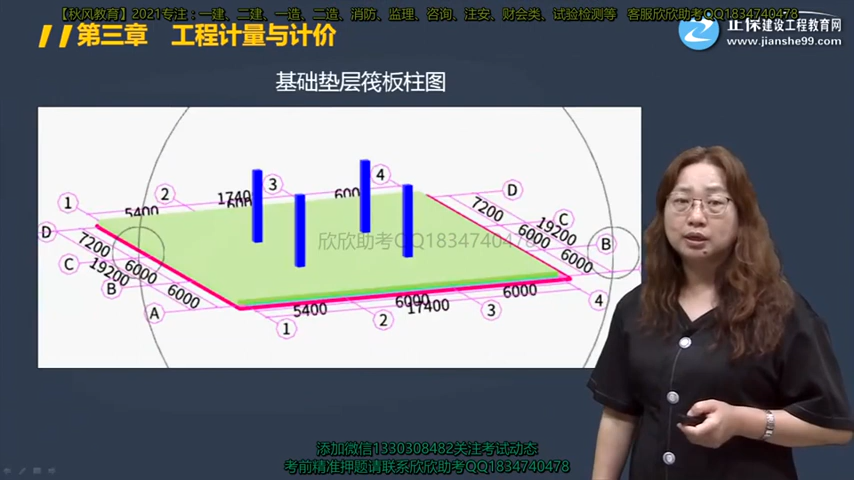 【秋风教育】2021专注：一建、二建、一造、二造、消防、监理、咨询、注安、财会类、试验检测等 客服欣欣助考QQ1834740478
第三章 工程计量与计价
正保建设工程教育网
www.jianshe99.com
基础垫层筏板柱图
1
2
3
4
D
5400
1740
600
600
D
7200
C
19200
6000
B
6000
C
B
7200
19200
6000
6000
A
欣欣助考QQ1834740478
5400
6000
17400
6000
1
2
3
4
添加微信1330308482关注考试动态
考前精准押题请联系欣欣助考QQ1834740478